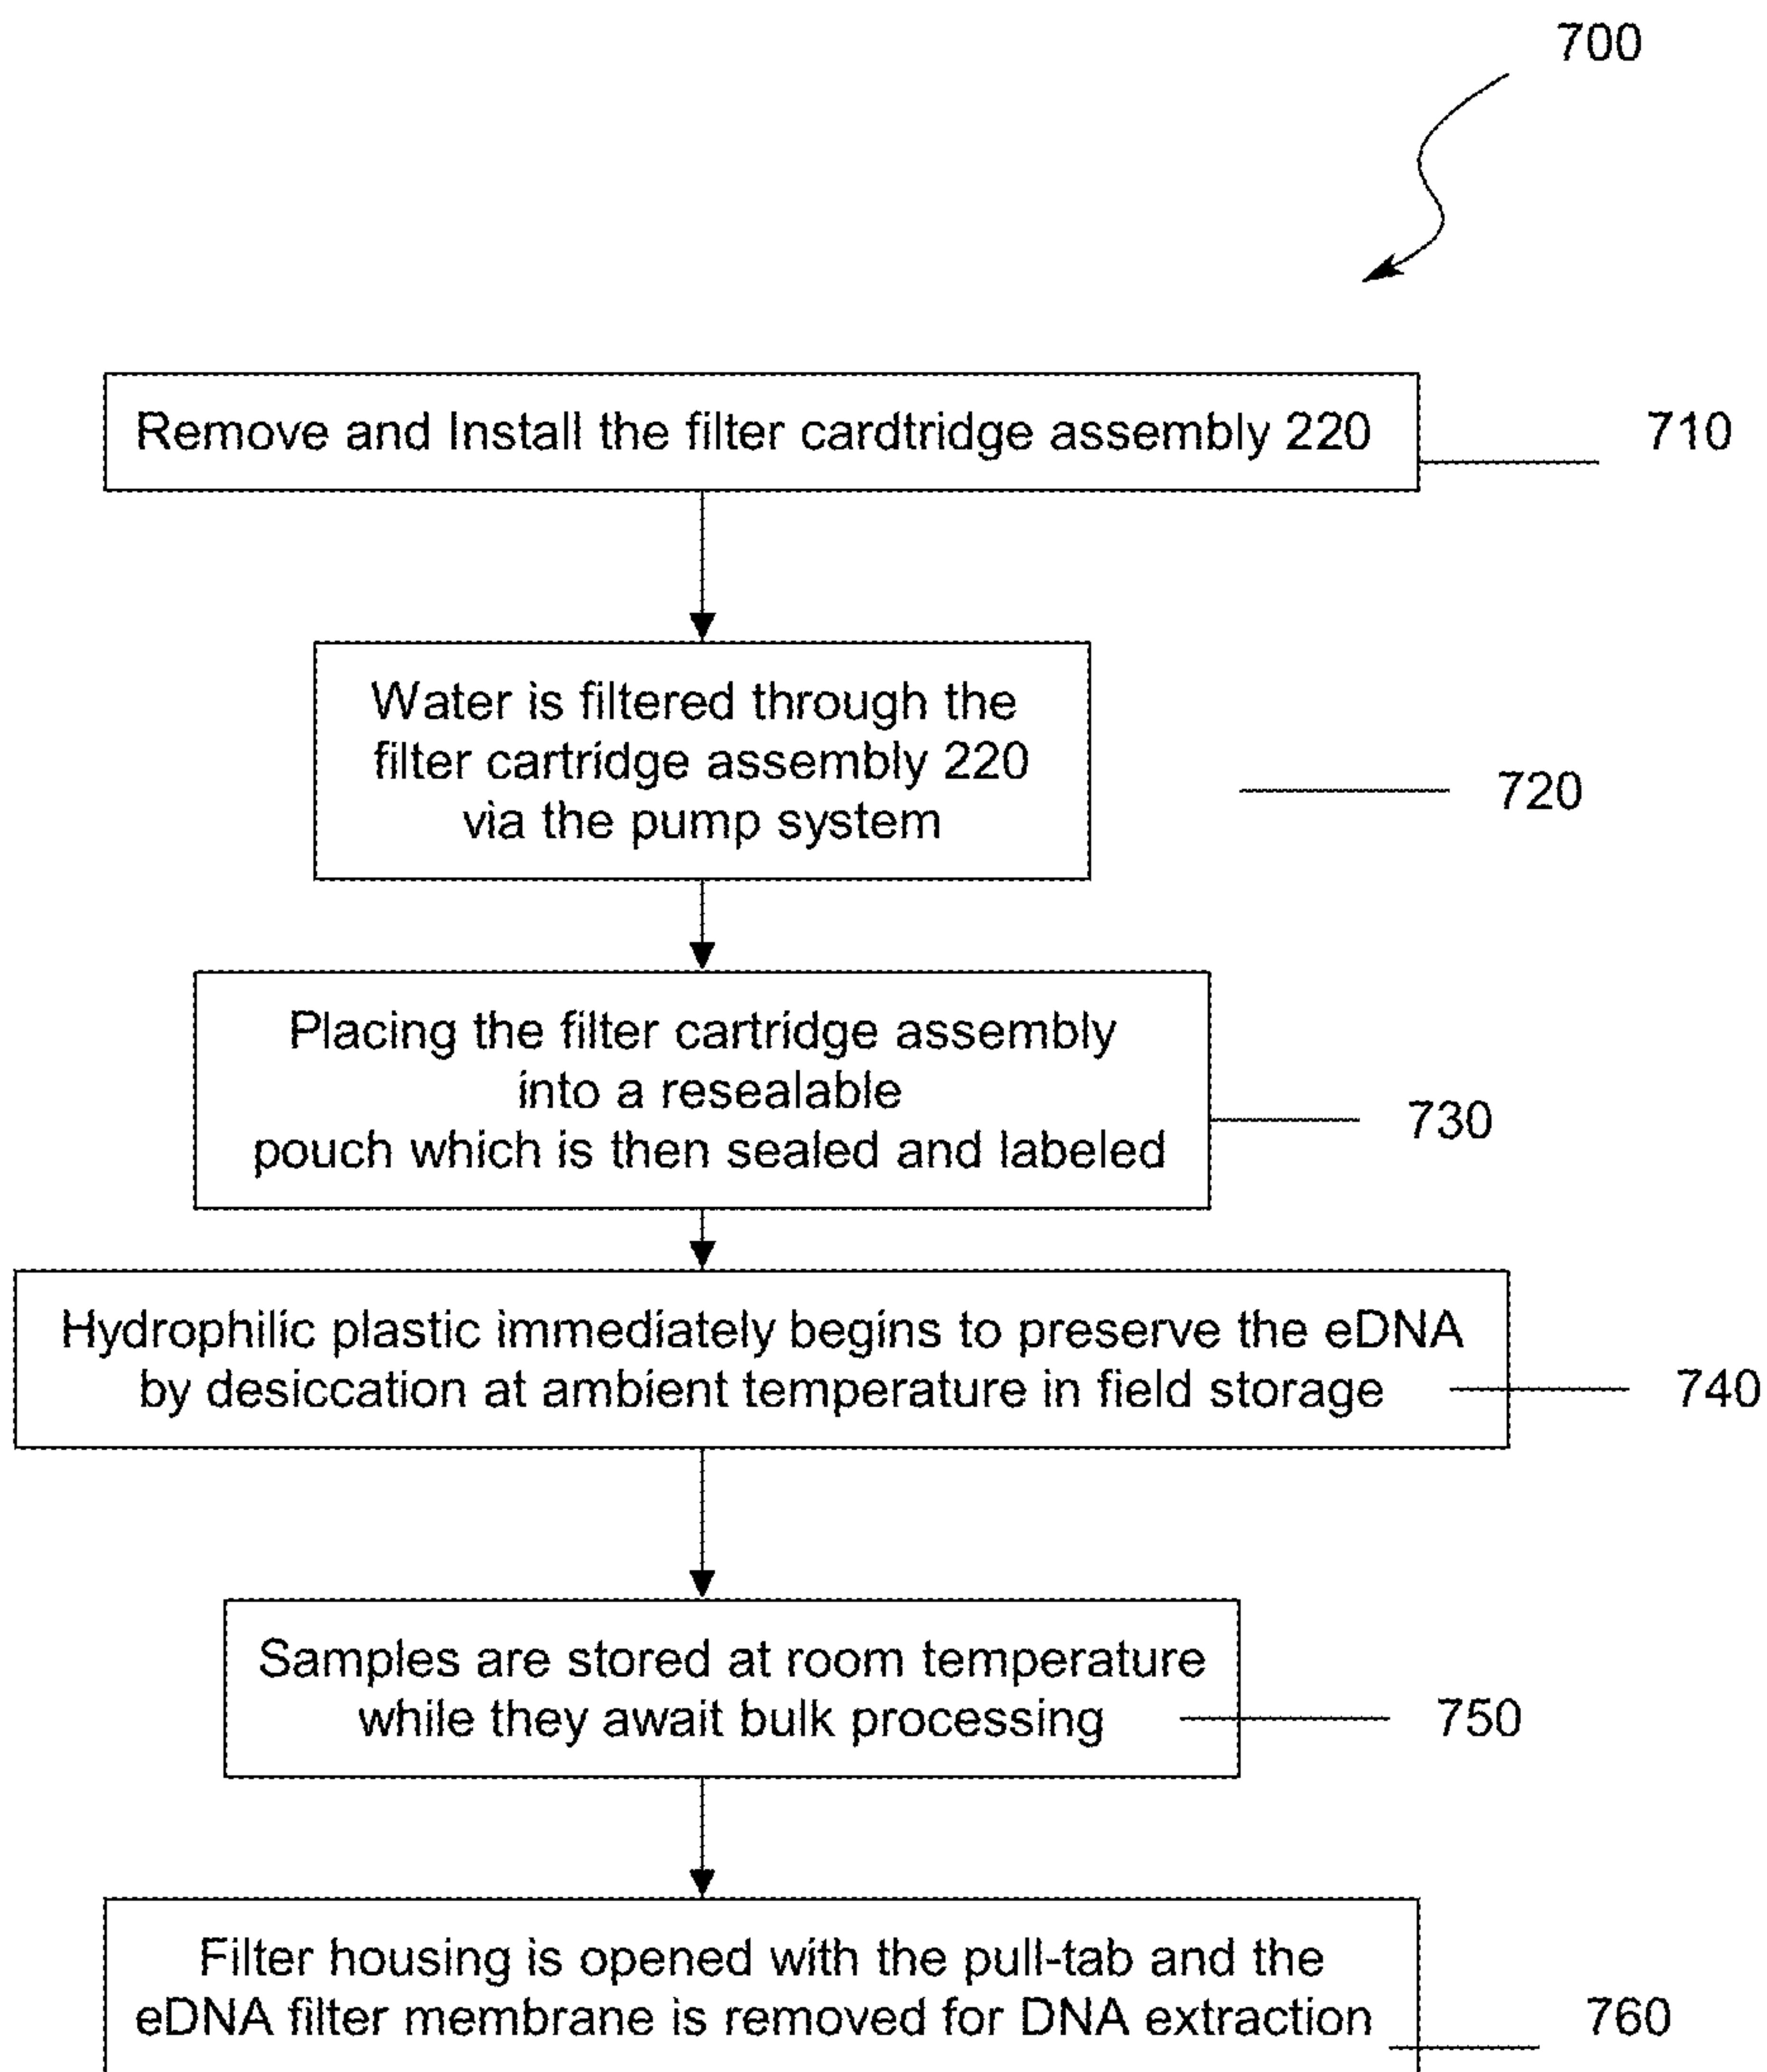 700
Remove and Install the filter cardtridge assembly 220
710
Water is filtered through the
filter cartridge assembly 220
via the pump system
720
Placing the filter cartridge assembly
into a resealable
pouch which is then sealed and labeled
730
Hydrophilic plastic immediately begins to preserve the eDNA
by desiccation at ambient temperature in field storage
740
Samples are stored at room temperature
while they await bulk processing
750
Filter housing is opened with the pull-tab and the
eDNA filter membrane is removed for DNA extraction
760